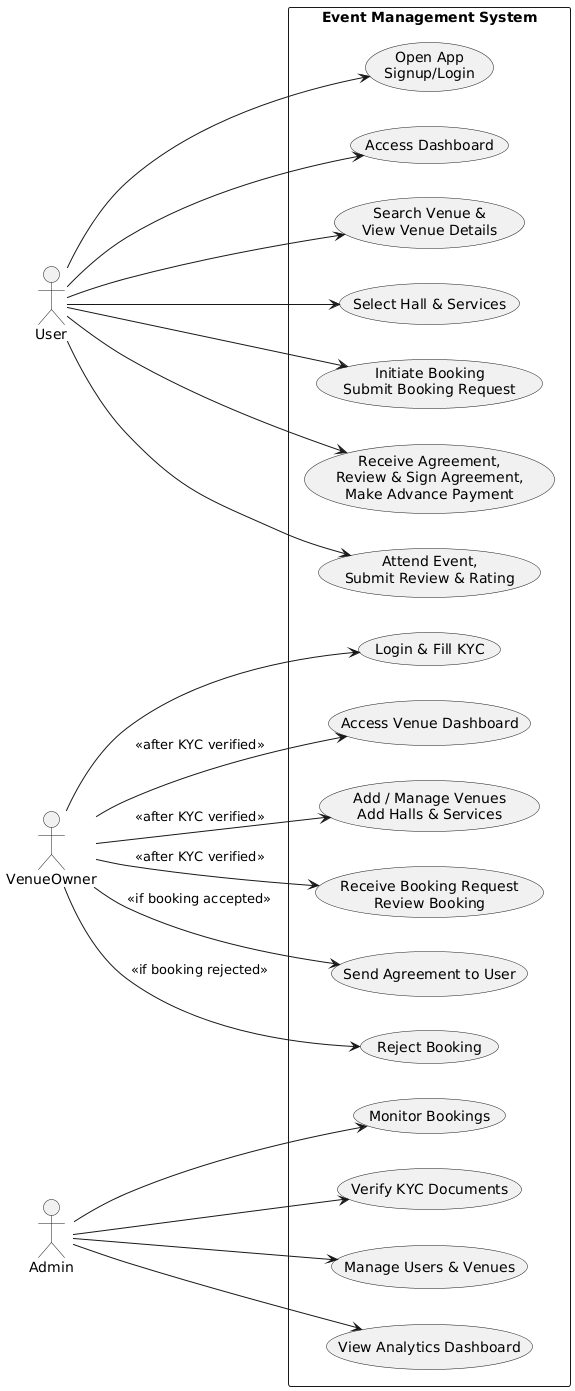 Event Management System
Open App
Signup/Login
Access Dashboard
Search Venue &
View Venue Details
Select Hall & Services
User
Initiate Booking
Submit Booking Request
Receive Agreement,
Review & Sign Agreement,
Make Advance Payment
Attend Event,
Submit Review & Rating
Login & Fill KYC
Access Venue Dashboard
«after KYC verified»
Add / Manage Venues
Add Halls & Services
«after KYC verified»
«after KYC verified»
VenueOwner
Receive Booking Request
Review Booking
«if booking accepted»
Send Agreement to User
«if booking rejected»
Reject Booking
Monitor Bookings
Verify KYC Documents
Admin
Manage Users & Venues
View Analytics Dashboard